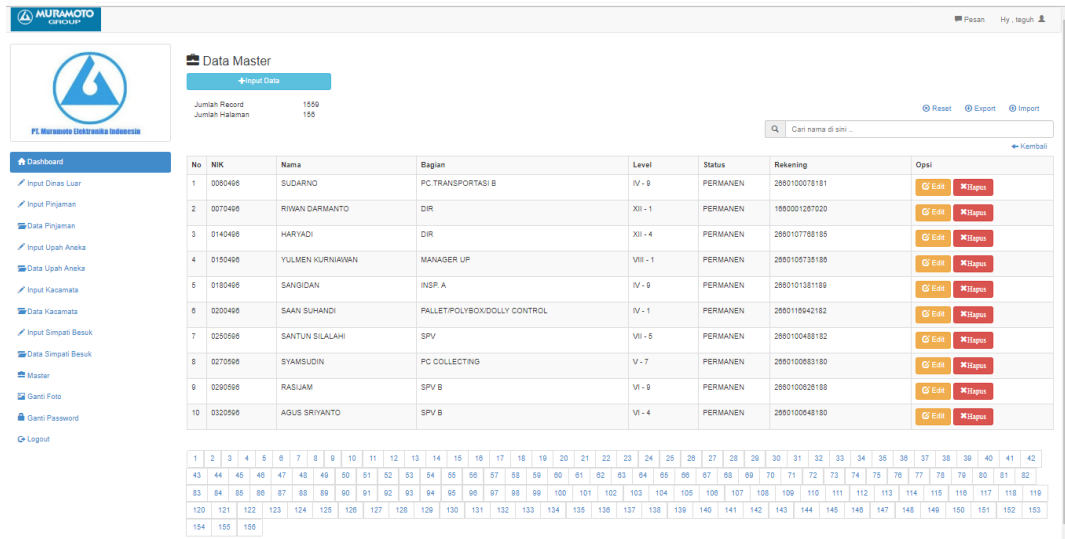 MURAMOTO
GROUP
Pesan Hy , teguh
PT. Muramoto Elektronika Indonesia
Dashboard
Input Dinas Luar
Input Pinjaman
Data Pinjaman
Input Upah Aneka
Data Upah Aneka
Input Kacamata
Data Kacamata
Input Simpati Besuk
Data Simpati Besuk
Master
Ganti Foto
Ganti Password
Logout
Data Master
+Input Data
Jumlah Record 1559
Jumlah Halaman 156
Reset Export Import
Cari nama di sini ..
Kembali
No NIK Nama Bagian Level Status Rekening Opsi
1 0060496 SUDARNO PC.TRANSPORTASI B IV - 9 PERMANEN 2660100078181 Edit Hapus
2 0070496 RIWAN DARMANTO DIR XII - 1 PERMANEN 1660001267020 Edit Hapus
3 0140496 HARYADI DIR XII - 4 PERMANEN 2660107768185 Edit Hapus
4 0150496 YULMEN KURNIAWAN MANAGER UP VIII - 1 PERMANEN 2660105735186 Edit Hapus
5 0180496 SANGIDAN INSP. A IV - 9 PERMANEN 2660101381189 Edit Hapus
6 0200496 SAAN SUHANDI PALLET/POLYBOX/DOLLY CONTROL IV - 1 PERMANEN 2660116942182 Edit Hapus
7 0250596 SANTUN SILALAHI SPV VII - 5 PERMANEN 2660100488182 Edit Hapus
8 0270596 SYAMSUDIN PC COLLECTING V - 7 PERMANEN 2660100683180 Edit Hapus
9 0290596 RASIJAM SPV B VI - 9 PERMANEN 2660100626188 Edit Hapus
10 0320596 AGUS SRIYANTO SPV B VI - 4 PERMANEN 2660100648180 Edit Hapus
1 2 3 4 5 6 7 8 9 10 11 12 13 14 15 16 17 18 19 20 21 22 23 24 25 26 27 28 29 30 31 32 33 34 35 36 37 38 39 40 41 42
43 44 45 46 47 48 49 50 51 52 53 54 55 56 57 58 59 60 61 62 63 64 65 66 67 68 69 70 71 72 73 74 75 76 77 78 79 80 81 82
83 84 85 86 87 88 89 90 91 92 93 94 95 96 97 98 99 100 101 102 103 104 105 106 107 108 109 110 111 112 113 114 115 116 117 118 119
120 121 122 123 124 125 126 127 128 129 130 131 132 133 134 135 136 137 138 139 140 141 142 143 144 145 146 147 148 149 150 151 152 153
154 155 156